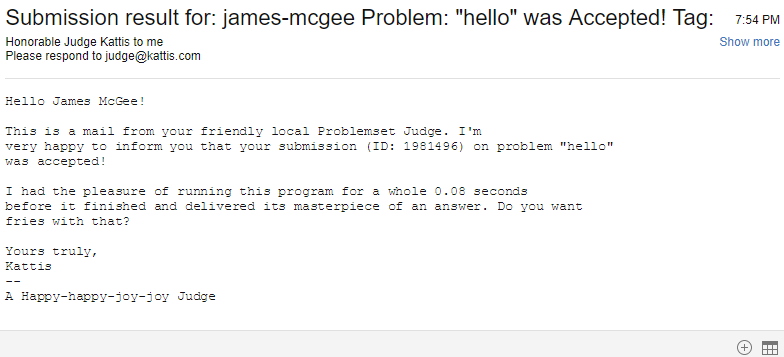 Submission result for: james-mcgee Problem: "hello" was Accepted! Tag: 7:54 PM
Honorable Judge Kattis to me Show more
Please respond to judge@kattis.com
Hello James McGee!
This is a mail from your friendly local Problemset Judge. I'm
very happy to inform you that your submission (ID: 1981496) on problem "hello"
was accepted!
I had the pleasure of running this program for a whole 0.08 seconds
before it finished and delivered its masterpiece of an answer. Do you want
fries with that?
Yours truly,
Kattis
--
A Happy-happy-joy-joy Judge